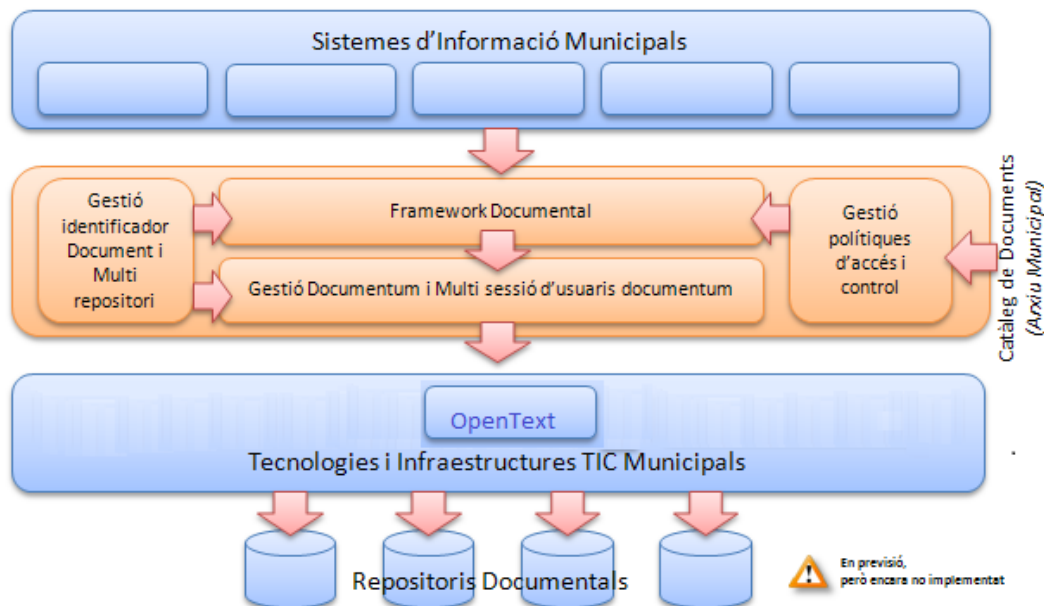 Sistemes d'Informació Municipals
Gestió
identificador
Document i
Multi
repositori
Framework Documental
Gestió Documentum i Multi sessió d'usuaris documentum
Gestió
polítiques
d'accés i
control
Catàleg de Documents
(Arxiu Municipal)
OpenText
Tecnologies i Infraestructures TIC Municipals
.
Repositoris Documentals
En previsió,
però encara no implementat